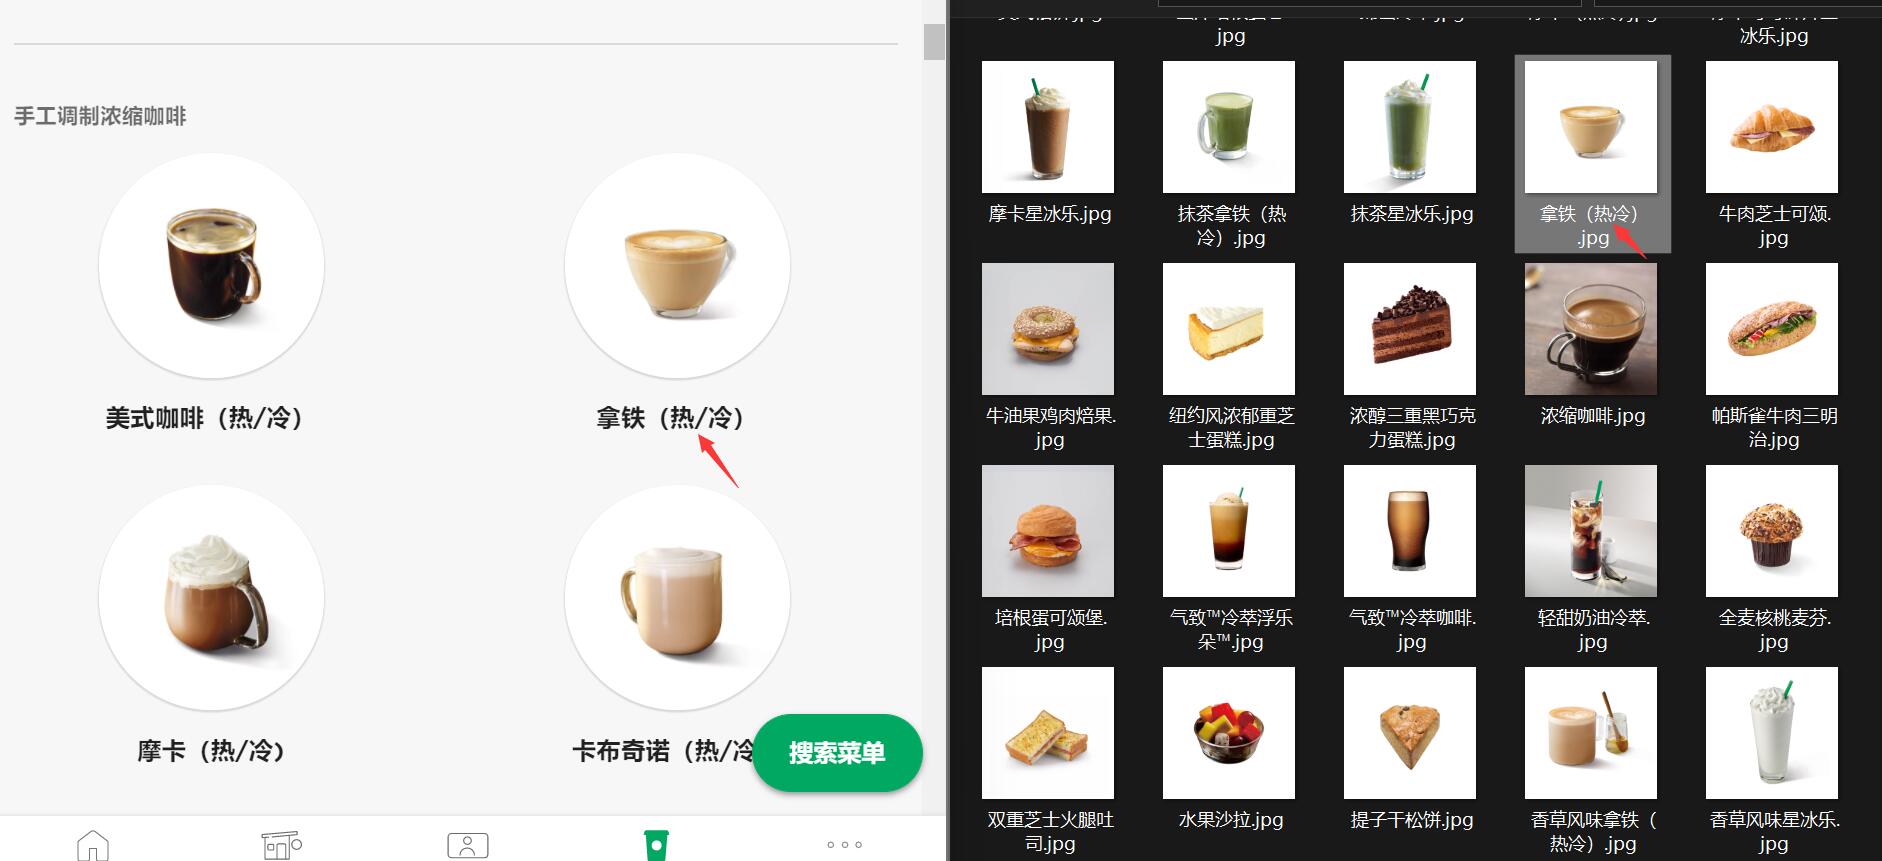 手工调制浓缩咖啡
美式咖啡（热/冷）
拿铁（热/冷）
摩卡（热/冷）
卡布奇诺（热/冷
搜索菜单
jpg
冰乐.jpg
摩卡星冰乐.jpg
抹茶拿铁（热
冷）.jpg
抹茶星冰乐.jpg
拿铁（热冷）
.jpg
牛肉芝士可颂.
jpg
牛油果鸡肉焙果.
jpg
纽约风浓郁重芝
士蛋糕.jpg
浓醇三重黑巧克
力蛋糕.jpg
浓缩咖啡.jpg
帕斯雀牛肉三明
治.jpg
培根蛋可颂堡.
jpg
气致™冷萃浮乐
朵™.jpg
气致™冷萃咖啡.
jpg
轻甜奶油冷萃.
jpg
全麦核桃麦芬.
jpg
双重芝士火腿吐
司.jpg
水果沙拉.jpg
提子干松饼.jpg
香草风味拿铁（
热冷）.jpg
香草风味星冰乐.
jpg